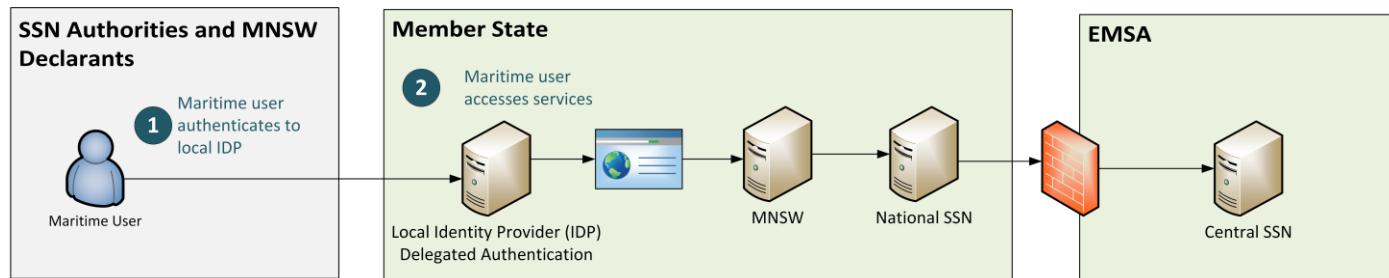 SSN Authorities and MNSW
Declarants
1
Maritime user
authenticates to
local IDP
Maritime User
Member State
2
Maritime user
accesses services
Local Identity Provider (IDP)
Delegated Authentication
MNSW
National SSN
EMSA
Central SSN